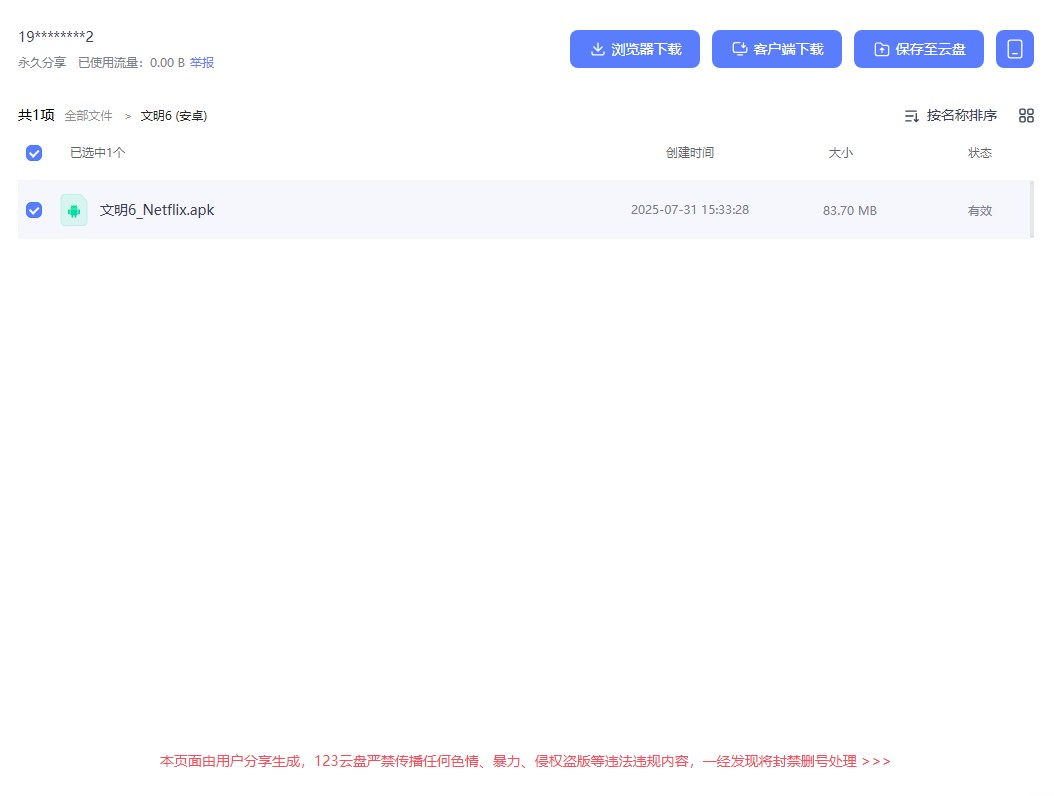 19********2
永久分享 已使用流量：0.00 B 举报
浏览器下载
客户端下载
保存至云盘
共1项 全部文件 > 文明6 (安卓)
按名称排序
已选中1个 创建时间 大小 状态
文明6_Netflix.apk 2025-07-31 15:33:28 83.70 MB 有效
本页面由用户分享生成，123云盘严禁传播任何色情、暴力、侵权盗版等违法违规内容，一经发现将封禁删号处理 >>>